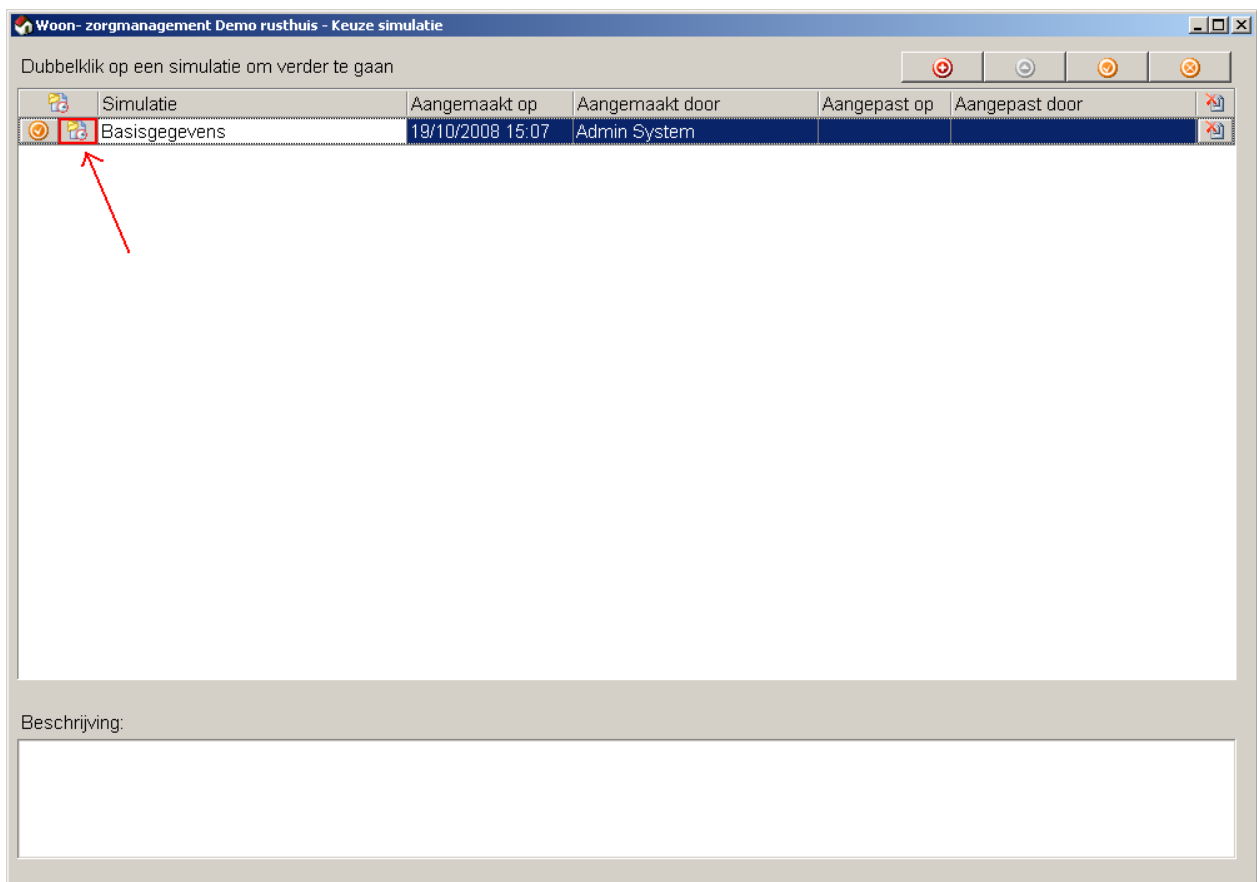 Woon- zorgmanagement Demo rusthuis - Keuze simulatie
Dubbelklik op een simulatie om verder te gaan
Simulatie Aangemaakt op Aangemaakt door Aangepast op Aangepast door
Basisgegevens 19/10/2008 15:07 Admin System
Beschrijving: